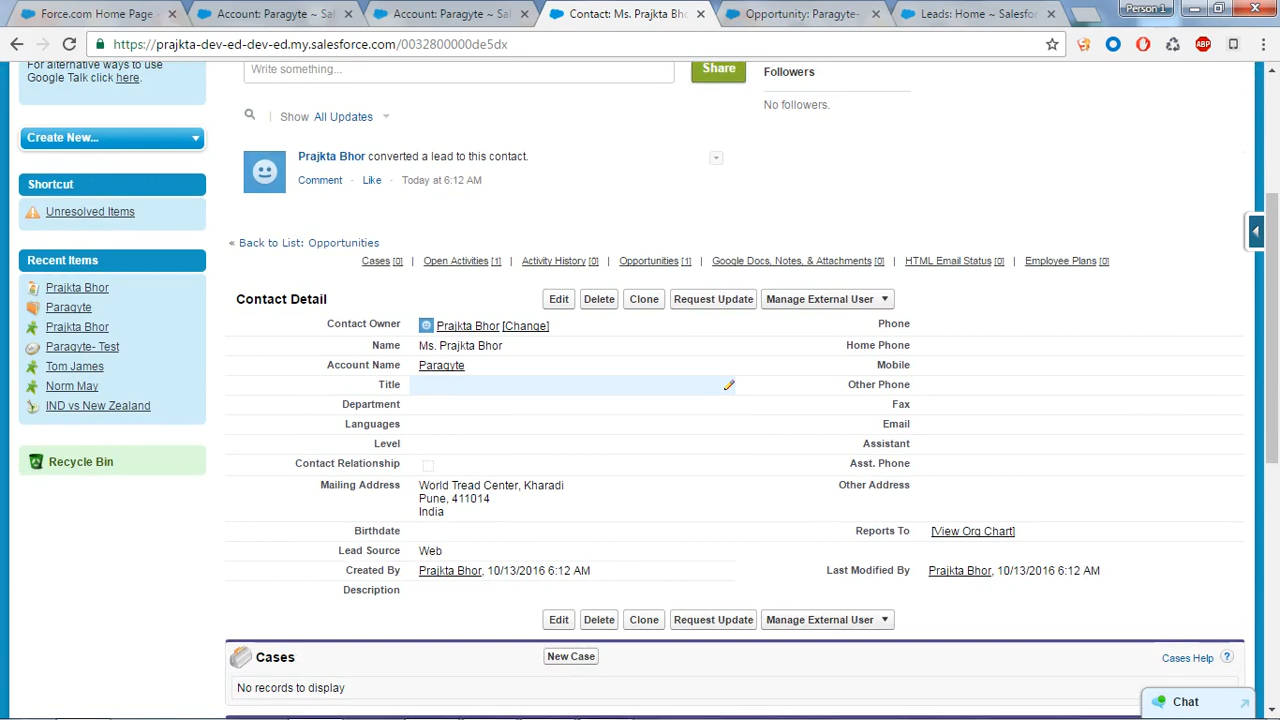 Force.com Home Page
Account: Paragyte ~ Sal
Account: Paragyte ~ Sal
Contact: Ms. Prajkta Bho
Opportunity: Paragyte-
Leads: Home ~ Salesfor
Person 1
https://prajkta-dev-ed-dev-ed.my.salesforce.com/0032800000de5dx
ABP
For alternative ways to use
Google Talk click here.
Write something...
Share
Followers
No followers.
Show All Updates
Create New...
Prajkta Bhor converted a lead to this contact.
Comment · Like · Today at 6:12 AM
Shortcut
Unresolved Items
« Back to List: Opportunities
Cases [0] | Open Activities [1] | Activity History [0] | Opportunities [1] | Google Docs, Notes, & Attachments [0] | HTML Email Status [0] | Employee Plans [0]
Recent Items
Prajkta Bhor
Paragyte
Prajkta Bhor
Paragyte- Test
Tom James
Norm May
IND vs New Zealand
Recycle Bin
Contact Detail
Edit Delete Clone Request Update Manage External User
Contact Owner Prajkta Bhor [Change] Phone
Name Ms. Prajkta Bhor Home Phone
Account Name Paragyte Mobile
Title Other Phone
Department Fax
Languages Email
Level Assistant
Contact Relationship Asst. Phone
Mailing Address World Tread Center, Kharadi Other Address
Pune, 411014
India
Birthdate Reports To [View Org Chart]
Lead Source Web
Created By Prajkta Bhor, 10/13/2016 6:12 AM Last Modified By Prajkta Bhor, 10/13/2016 6:12 AM
Description
Edit Delete Clone Request Update Manage External User
Cases New Case Cases Help ?
No records to display
Chat